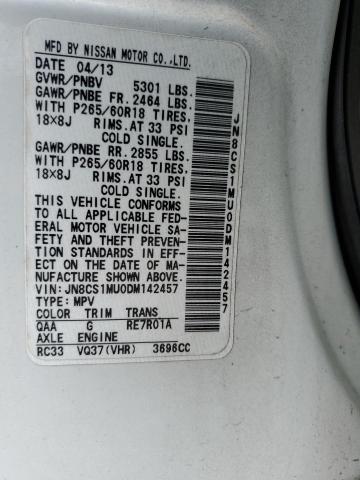 MFD BY NISSAN MOTOR CO.,LTD.
DATE 04/13
GVWR/PNBV 5301 LBS.
GAWR/PNBE FR. 2464 LBS.
WITH P265/60R18 TIRES,
18×8J RIMS.AT 33 PSI
COLD SINGLE.
GAWR/PNBE RR. 2855 LBS.
WITH P265/60R18 TIRES,
18×8J RIMS.AT 33 PSI
COLD SINGLE.
THIS VEHICLE CONFORMS
TO ALL APPLICABLE FED-
ERAL MOTOR VEHICLE SA-
FETY AND THEFT PREVEN-
TION STANDARDS IN EFF-
ECT ON THE DATE OF MA-
NUFACTURE SHOWN ABOVE.
VIN:JN8CS1MU0DM142457
TYPE:MPV
COLOR TRIM TRANS
QAA G RE7R01A
AXLE ENGINE
RC33 VQ37(VHR) 3696CC
JN8CS1MU0DM142457